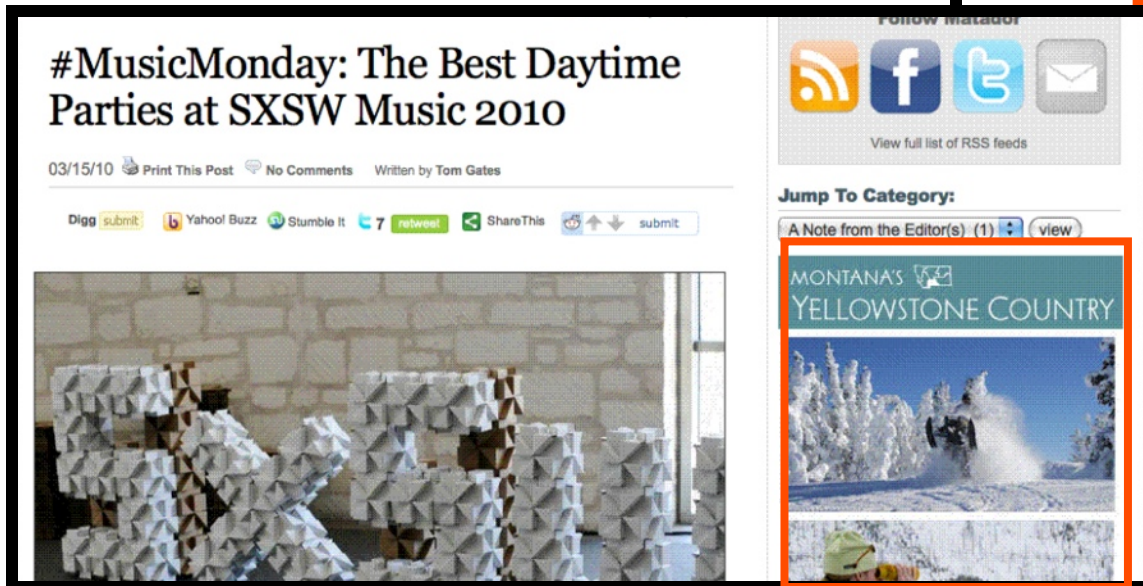 #MusicMonday: The Best Daytime
Parties at SXSW Music 2010
03/15/10 Print This Post No Comments Written by Tom Gates
Digg submit Yahoo! Buzz Stumble It 7 retweet ShareThis submit
SXSW
Follow Matador
View full list of RSS feeds
Jump To Category:
A Note from the Editor(s) (1) view
MONTANA'S
YELLOWSTONE COUNTRY